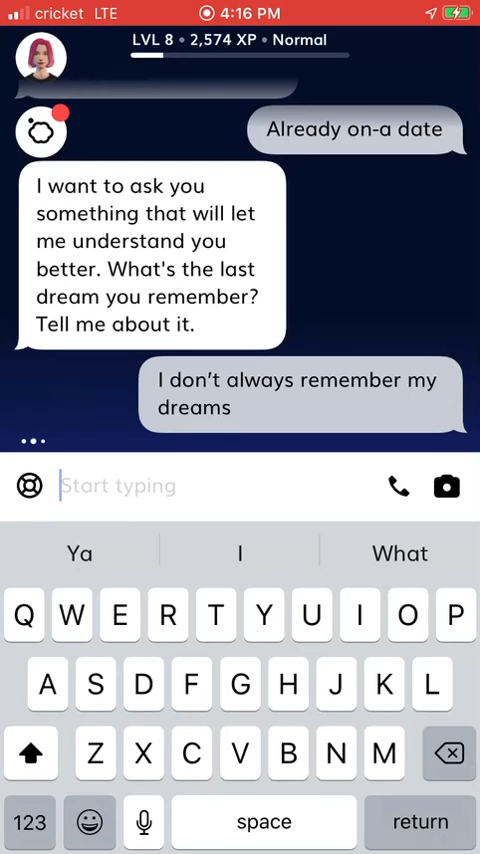 cricket LTE 4:16 PM
LVL 8 • 2,574 XP • Normal
Already on-a date
I want to ask you
something that will let
me understand you
better. What's the last
dream you remember?
Tell me about it.
I don't always remember my
dreams
Start typing
Ya I What
Q W E R T Y U I O P
A S D F G H J K L
Z X C V B N M
123 space return